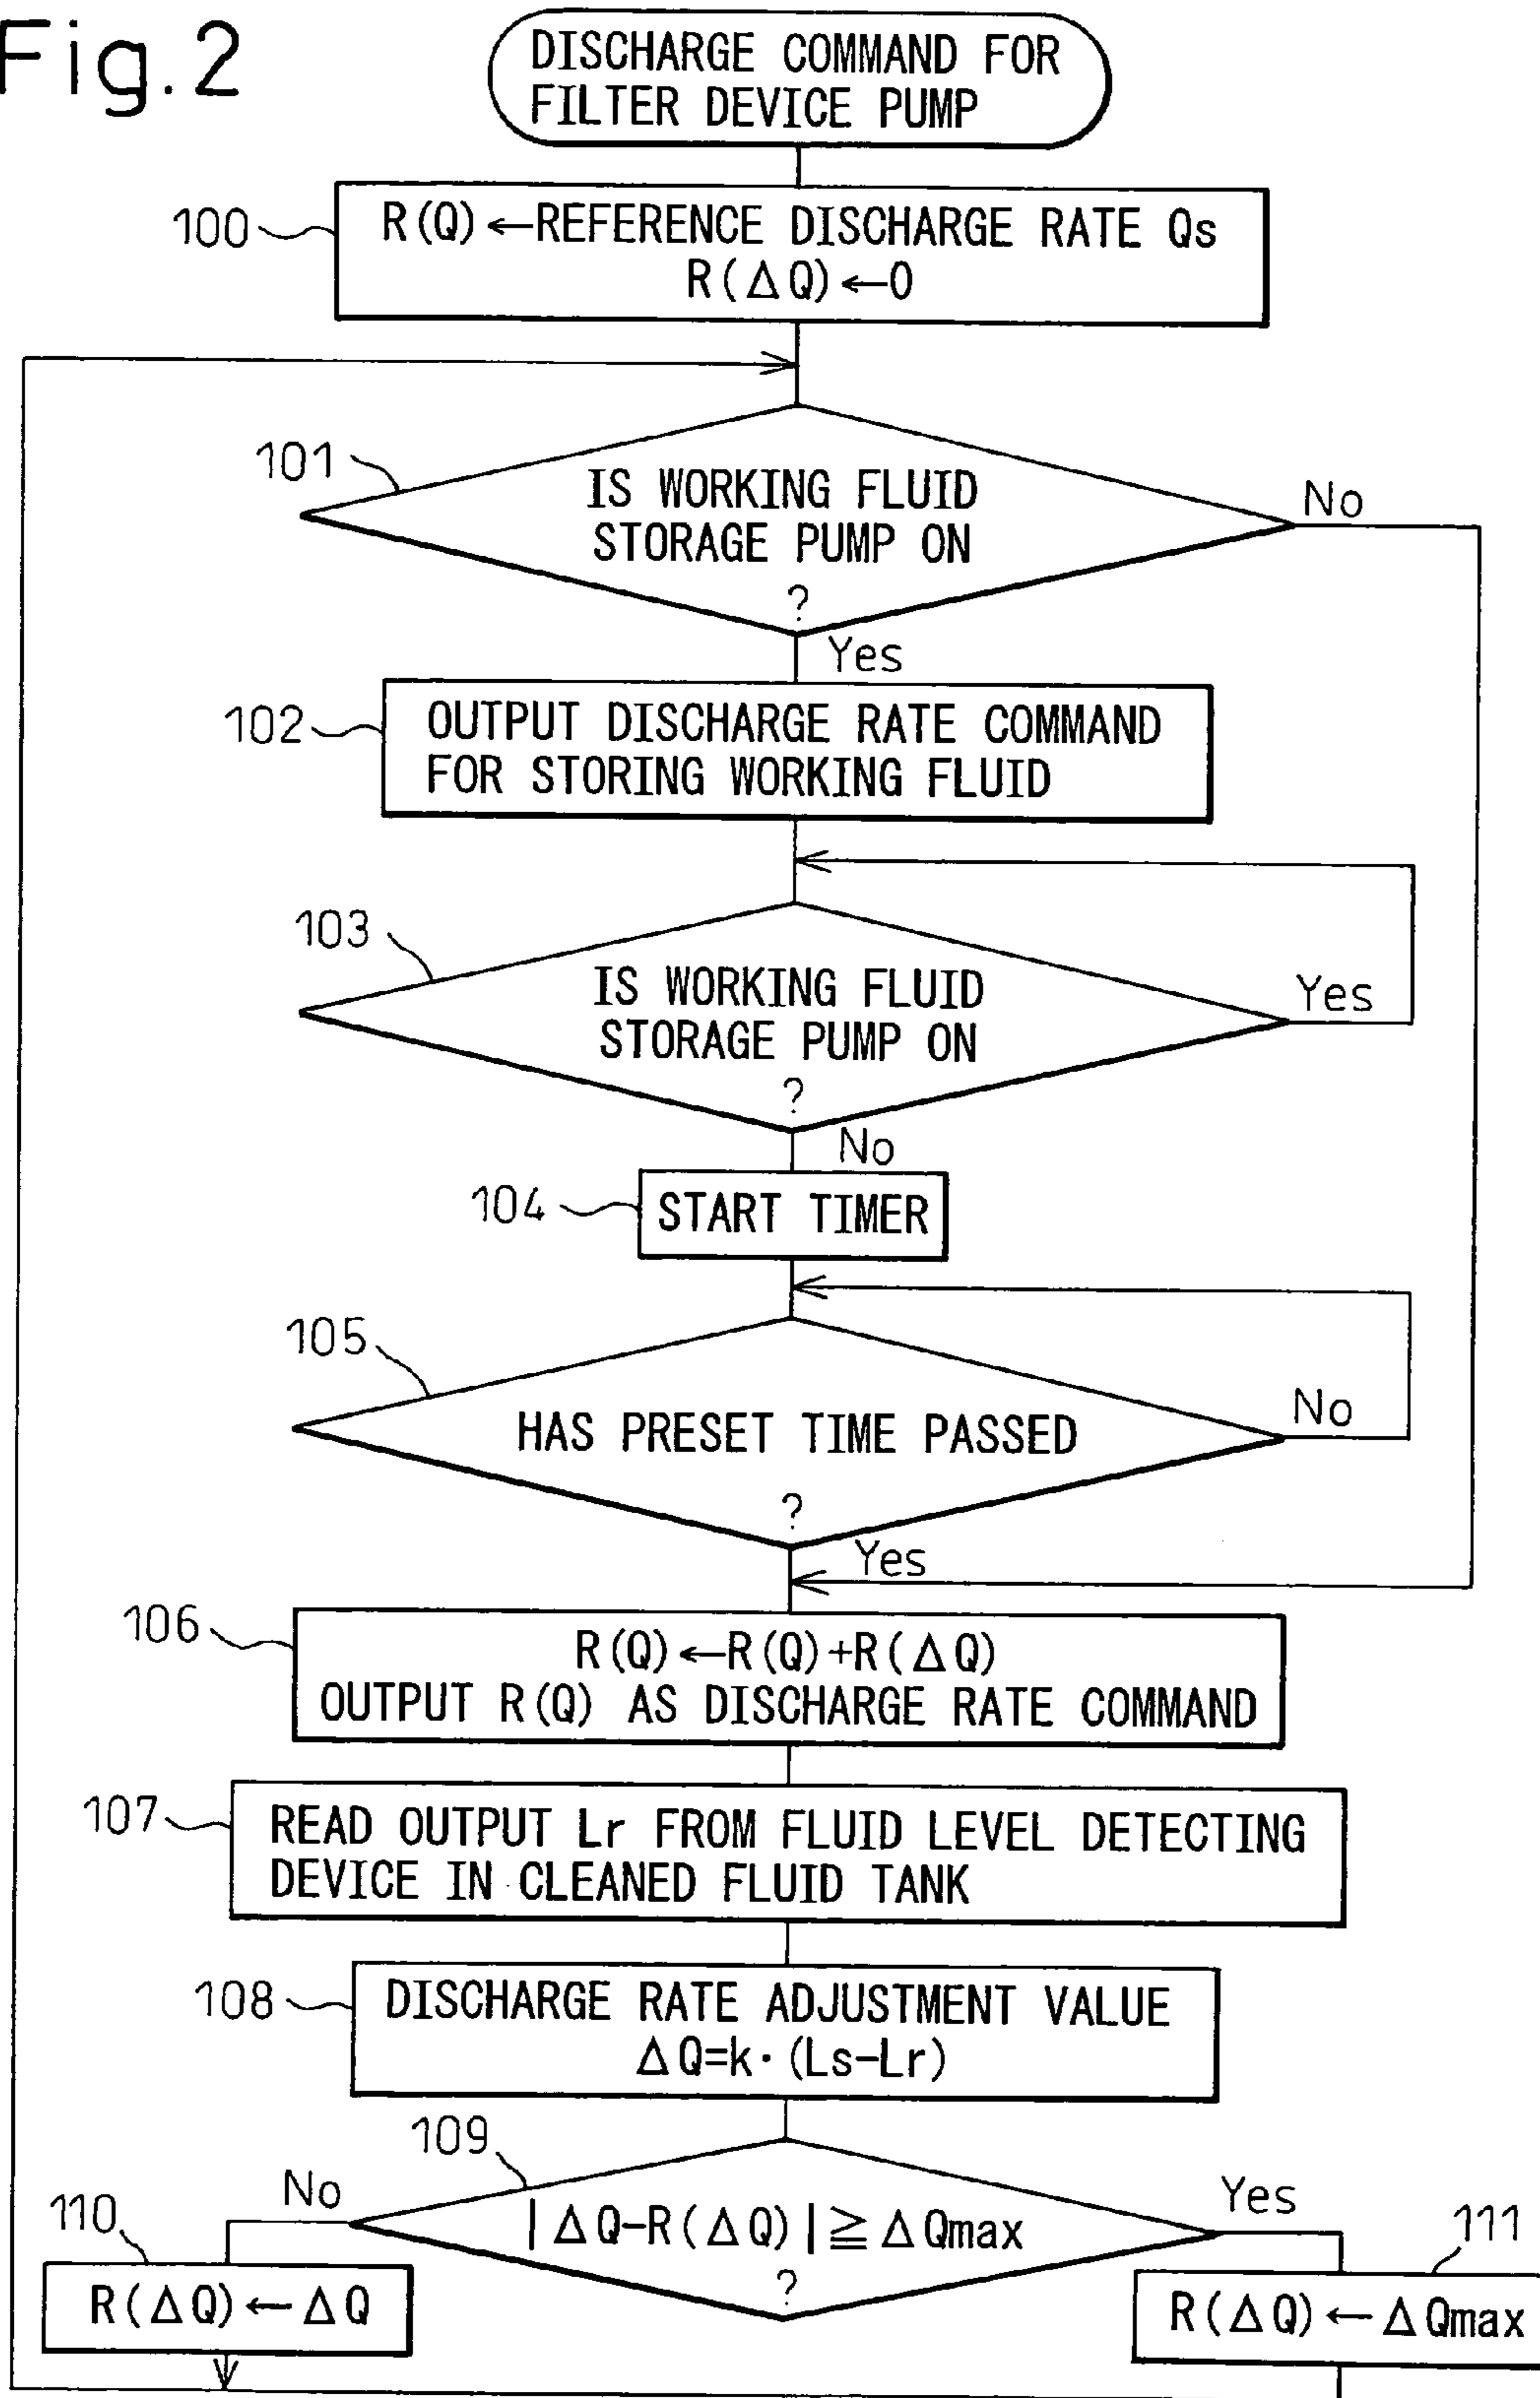 Fig.2
DISCHARGE COMMAND FOR
FILTER DEVICE PUMP
100
R(Q)←REFERENCE DISCHARGE RATE Qs
R(ΔQ)←0
101
IS WORKING FLUID
STORAGE PUMP ON
?
No
Yes
102
OUTPUT DISCHARGE RATE COMMAND
FOR STORING WORKING FLUID
103
IS WORKING FLUID
STORAGE PUMP ON
?
Yes
No
104
START TIMER
105
HAS PRESET TIME PASSED
?
No
Yes
106
R(Q)←R(Q)+R(ΔQ)
OUTPUT R(Q) AS DISCHARGE RATE COMMAND
107
READ OUTPUT Lr FROM FLUID LEVEL DETECTING
DEVICE IN CLEANED FLUID TANK
108
DISCHARGE RATE ADJUSTMENT VALUE
ΔQ=k·(Ls-Lr)
109
|ΔQ-R(ΔQ)|≧ΔQmax
?
No
Yes
110
R(ΔQ)←ΔQ
111
R(ΔQ)←ΔQmax